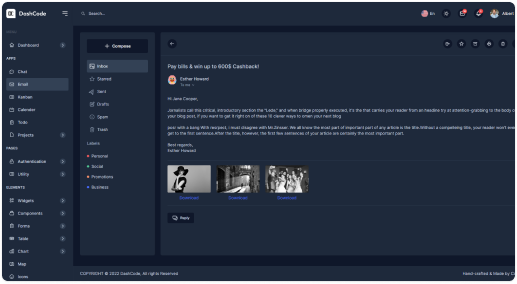 DashCode
Search...
En
Albert
MENU
Dashboard
APPS
Chat
Email
Kanban
Calender
Todo
Projects
PAGES
Authentication
Utility
ELEMENTS
Widgets
Components
Forms
Table
Chart
Map
Icons
+ Compose
Inbox
Starred
Sent
Drafts
Spam
Trash
Labels
Personal
Social
Promotions
Business
Pay bills & win up to 600$ Cashback!
Esther Howard
To me
Hi Jane Cooper,
Jornalists call this critical, introductory section the "Lede," and when bridge properly executed, it's the that carries your reader from anheadine try at attention-grabbing to the body of
your blog post, if you want to get it right on of these 10 clever ways to omen your next blog
posr with a bang With resrpost, I must disagree with Mr.Zinsser. We all know the most part of important part of any article is the title.Without a compelleing title, your reader won't even
get to the first sentence.After the title, however, the first few sentences of your article are certainly the most important part.
Best regards,
Esther Howard
Download
Download
Download
Reply
COPYRIGHT © 2022 DashCode, All rights Reserved
Hand-crafted & Made by